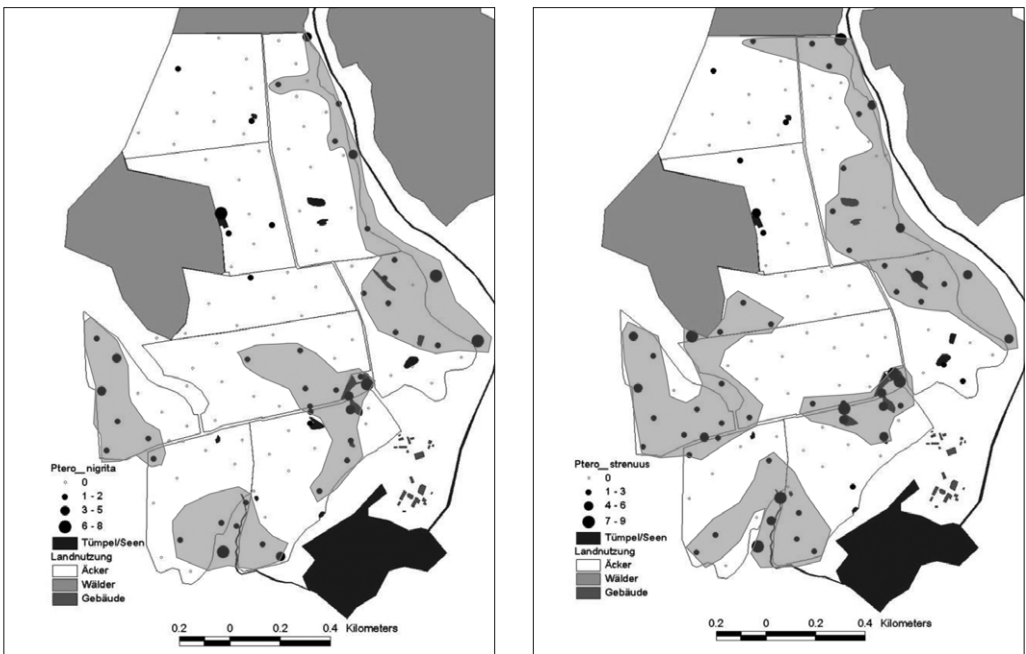 Ptero__nigrita
0
1 - 2
3 - 5
6 - 8
Tümpel/Seen
Landnutzung
Äcker
Wälder
Gebäude
0.2 0 0.2 0.4 Kilometers
Ptero__strenuus
0
1 - 3
4 - 6
7 - 9
Tümpel/Seen
Landnutzung
Äcker
Wälder
Gebäude
0.2 0 0.2 0.4 Kilometers